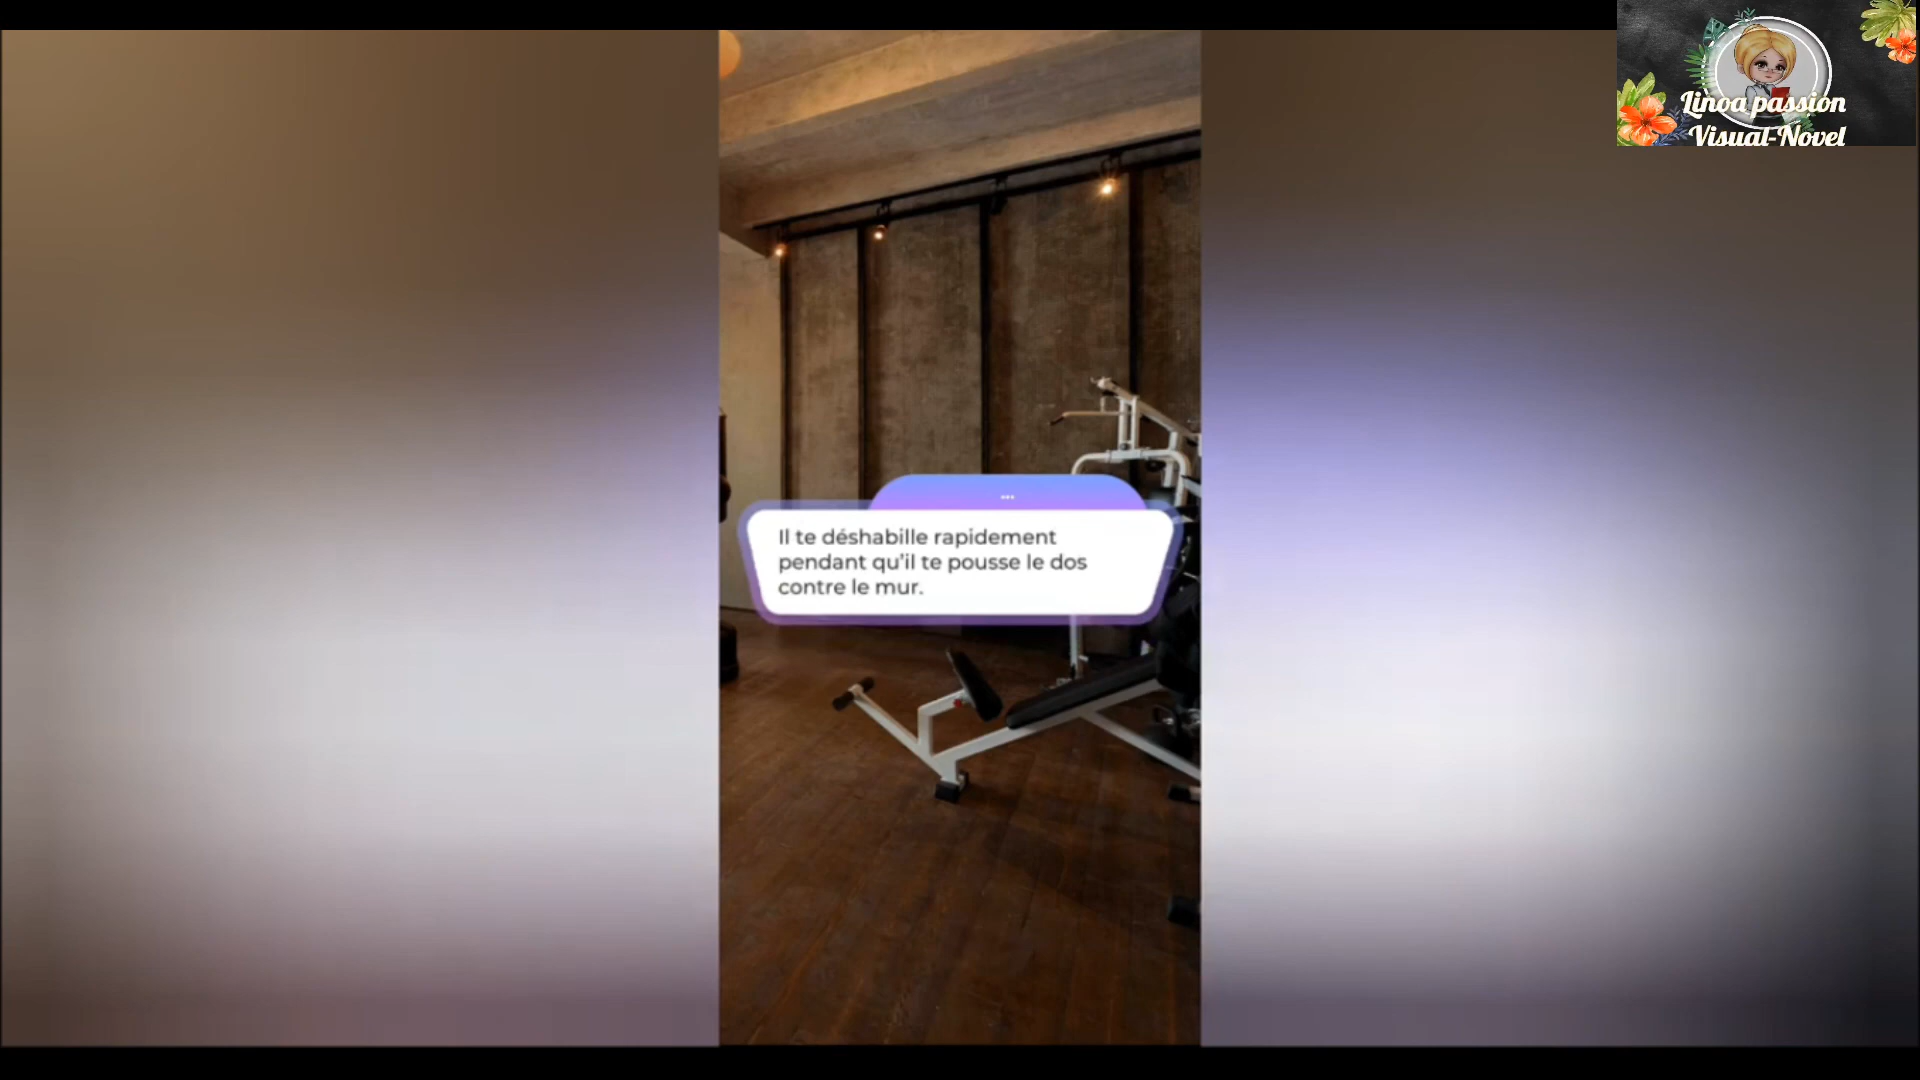 Linoa passion
Visual-Novel
...
Il te déshabille rapidement
pendant qu'il te pousse le dos
contre le mur.